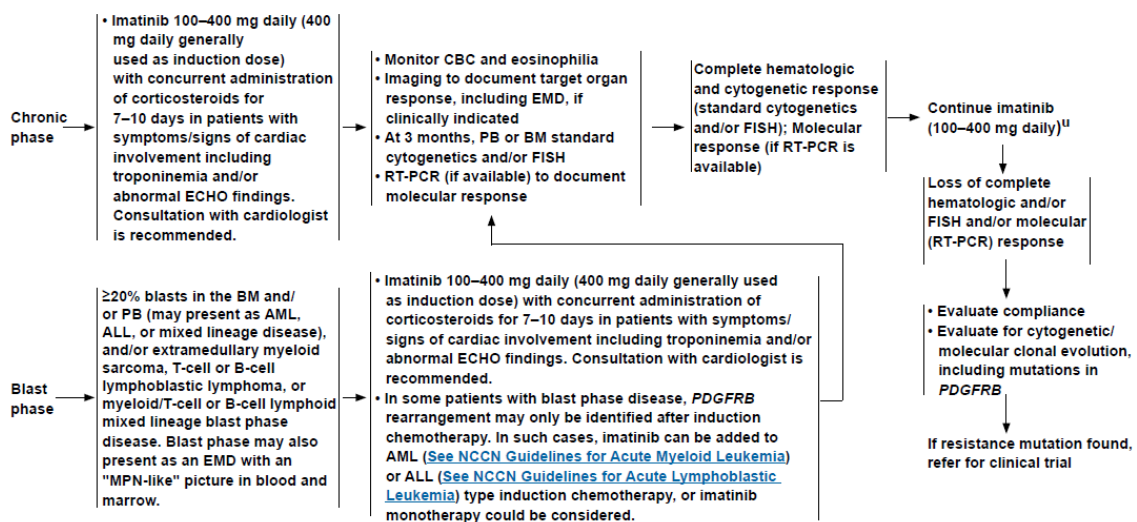 Chronic
phase
• Imatinib 100–400 mg daily (400
mg daily generally
used as induction dose)
with concurrent administration
of corticosteroids for
7–10 days in patients with
symptoms/signs of cardiac
involvement including
troponinemia and/or
abnormal ECHO findings.
Consultation with cardiologist
is recommended.
• Monitor CBC and eosinophilia
• Imaging to document target organ
response, including EMD, if
clinically indicated
• At 3 months, PB or BM standard
cytogenetics and/or FISH
• RT-PCR (if available) to document
molecular response
Complete hematologic
and cytogenetic response
(standard cytogenetics
and/or FISH); Molecular
response (if RT-PCR is
available)
Continue imatinib
(100–400 mg daily)u
Loss of complete
hematologic and/or
FISH and/or molecular
(RT-PCR) response
• Evaluate compliance
• Evaluate for cytogenetic/
molecular clonal evolution,
including mutations in
PDGFRB
If resistance mutation found,
refer for clinical trial
Blast
phase
≥20% blasts in the BM and/
or PB (may present as AML,
ALL, or mixed lineage disease),
and/or extramedullary myeloid
sarcoma, T-cell or B-cell
lymphoblastic lymphoma, or
myeloid/T-cell or B-cell lymphoid
mixed lineage blast phase
disease. Blast phase may also
present as an EMD with an
"MPN-like" picture in blood and
marrow.
• Imatinib 100–400 mg daily (400 mg daily generally used
as induction dose) with concurrent administration of
corticosteroids for 7–10 days in patients with symptoms/
signs of cardiac involvement including troponinemia and/or
abnormal ECHO findings. Consultation with cardiologist is
recommended.
• In some patients with blast phase disease, PDGFRB
rearrangement may only be identified after induction
chemotherapy. In such cases, imatinib can be added to
AML (See NCCN Guidelines for Acute Myeloid Leukemia)
or ALL (See NCCN Guidelines for Acute Lymphoblastic
Leukemia) type induction chemotherapy, or imatinib
monotherapy could be considered.